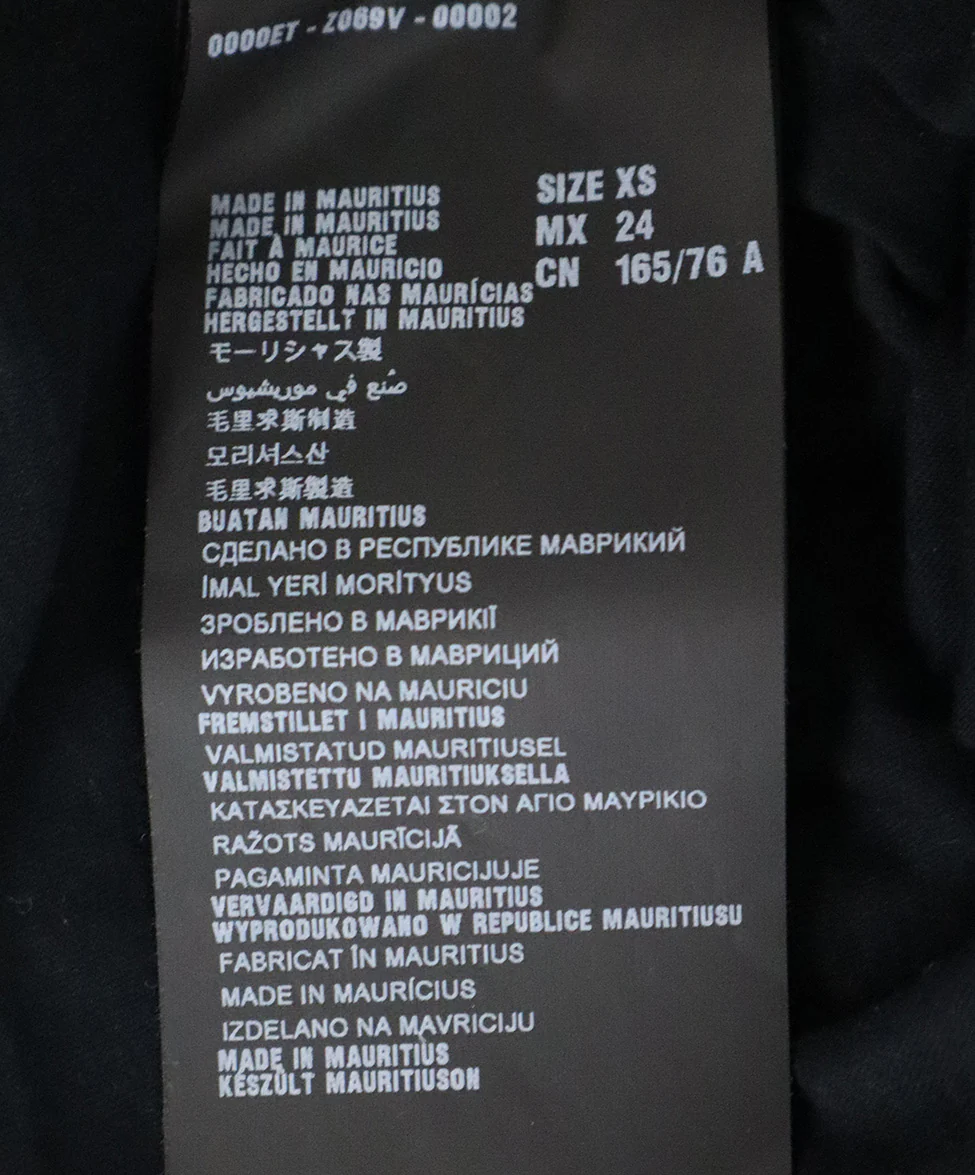 0000ET - Z069V - 00002
MADE IN MAURITIUS
MADE IN MAURITIUS
FAIT À MAURICE
HECHO EN MAURICIO
FABRICADO NAS MAURÍCIAS
HERGESTELLT IN MAURITIUS
モーリシャス製
صُنع في موريشيوس
毛里求斯制造
모리셔스산
毛里求斯製造
BUATAN MAURITIUS
СДЕЛАНО В РЕСПУБЛИКЕ МАВРИКИЙ
İMAL YERİ MORİTYUS
ЗРОБЛЕНО В МАВРИКІЇ
ИЗРАБОТЕНО В МАВРИЦИЙ
VYROBENO NA MAURICIU
FREMSTILLET I MAURITIUS
VALMISTATUD MAURITIUSEL
VALMISTETTU MAURITIUKSELLA
ΚΑΤΑΣΚΕΥΑΖΕΤΑΙ ΣΤΟΝ ΑΓΙΟ ΜΑΥΡΙΚΙΟ
RAŽOTS MAURĪCIJĀ
PAGAMINTA MAURICIJUJE
VERVAARDIGD IN MAURITIUS
WYPRODUKOWANO W REPUBLICE MAURITIUSU
FABRICAT ÎN MAURITIUS
MADE IN MAURÍCIUS
IZDELANO NA MAVRICIJU
MADE IN MAURITIUS
KÉSZÜLT MAURITIUSON
SIZE XS
MX 24
CN 165/76 A